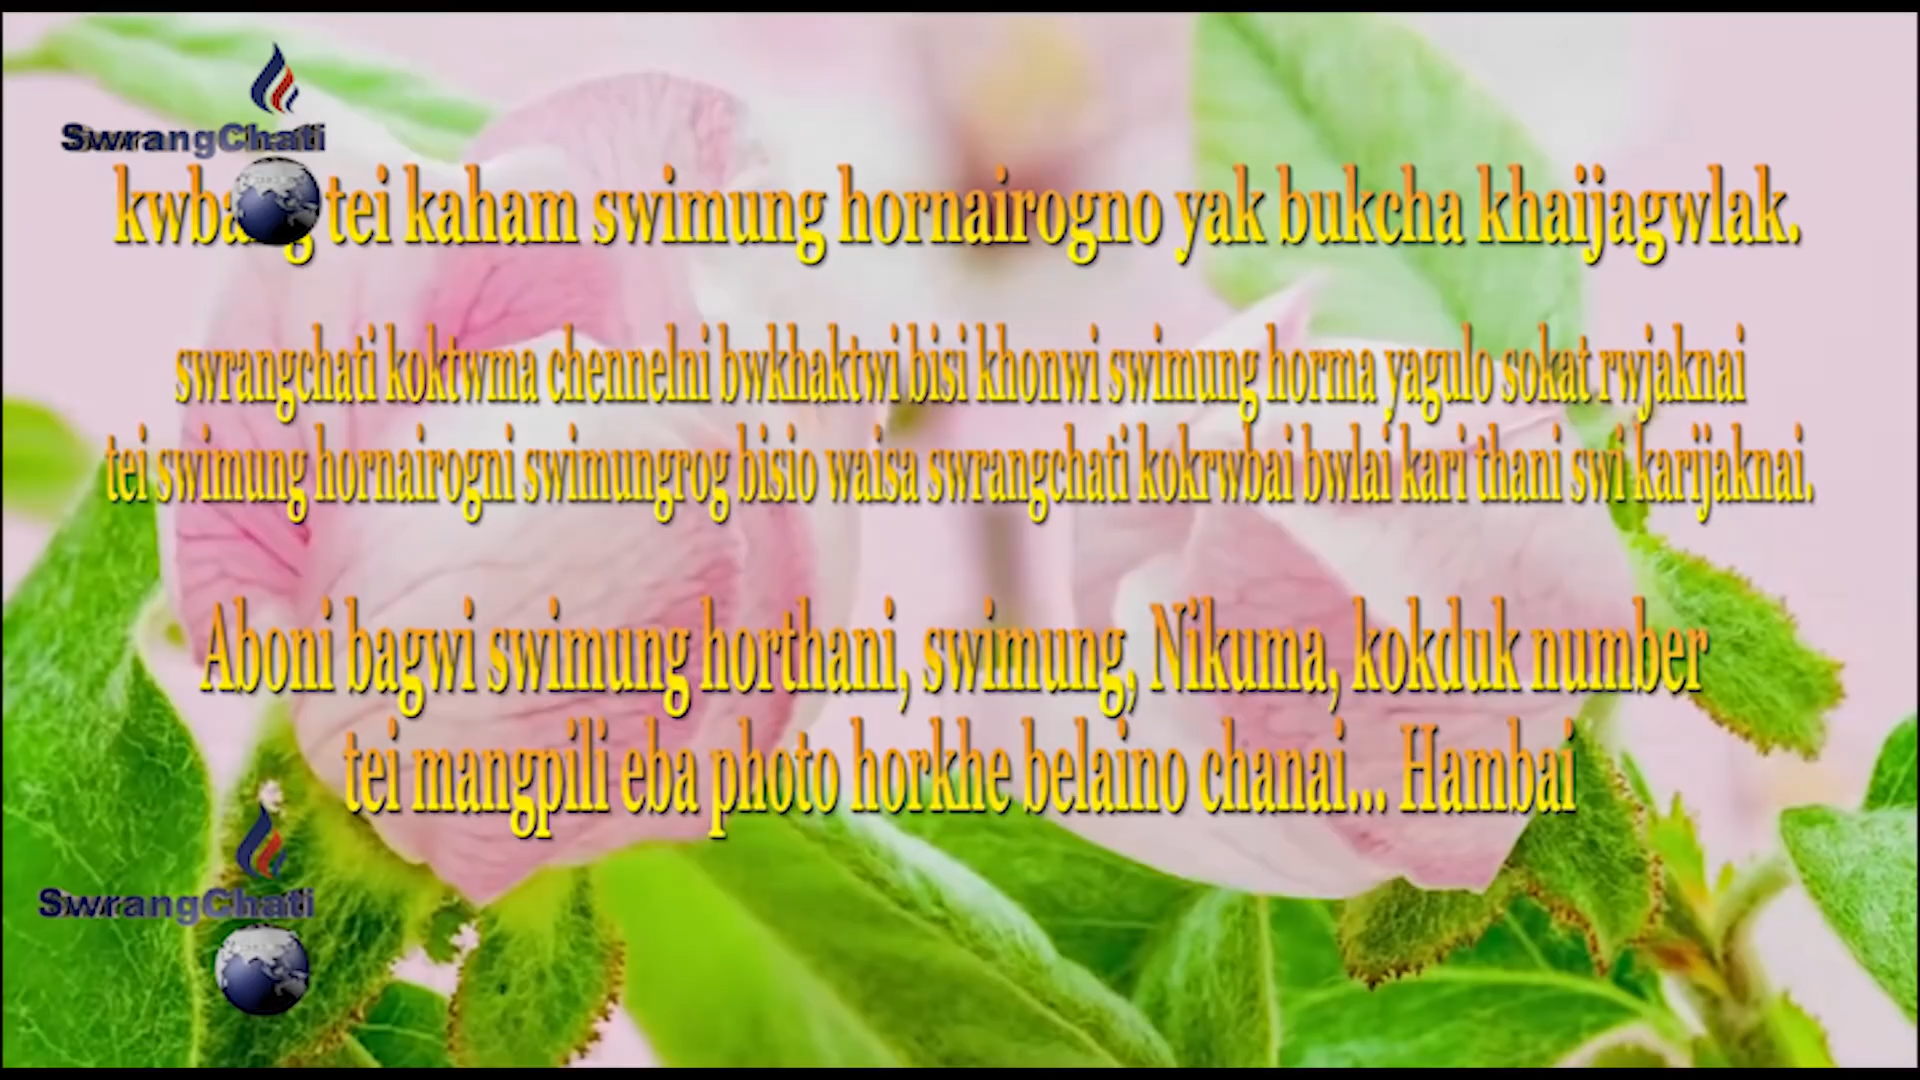 SwrangChati
kwbang tei kaham swimung hornairogno yak bukcha khaijagwlak.
swrangchati koktwma chennelni bwkhaktwi bisi khonwi swimung horma yagulo sokat rwjaknai
tei swimung hornairogni swimungrog bisio waisa swrangchati kokrwbai bwlai kari thani swi karijaknai.
Aboni bagwi swimung horthani, swimung, Nikuma, kokduk number
tei mangpili eba photo horkhe belaino chanai... Hambai
SwrangChati